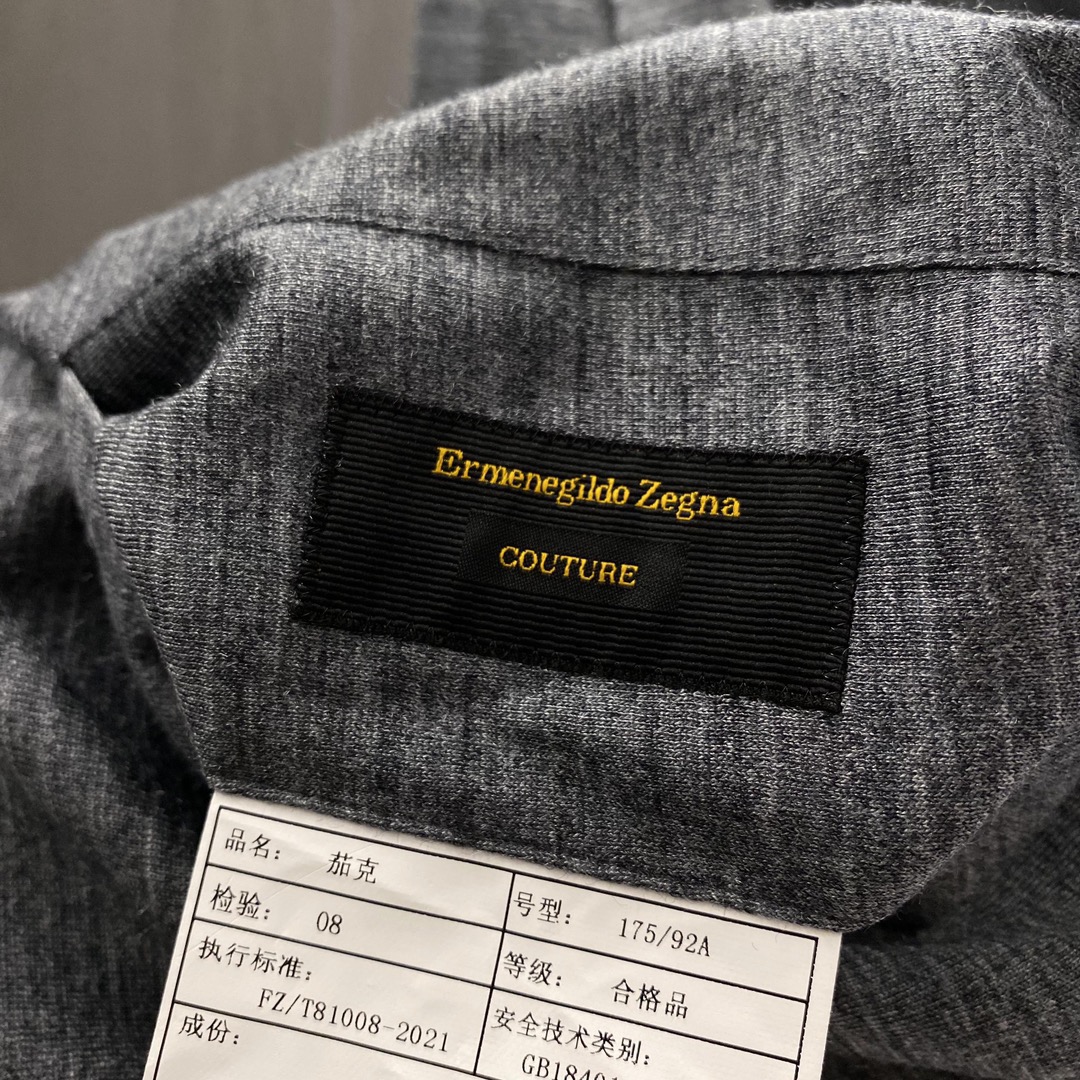 Ermenegildo Zegna
COUTURE
品名: 茄克
号型: 175/92A
检验: 08
等级: 合格品
执行标准:
FZ/T81008-2021
安全技术类别:
GB18401
成份: